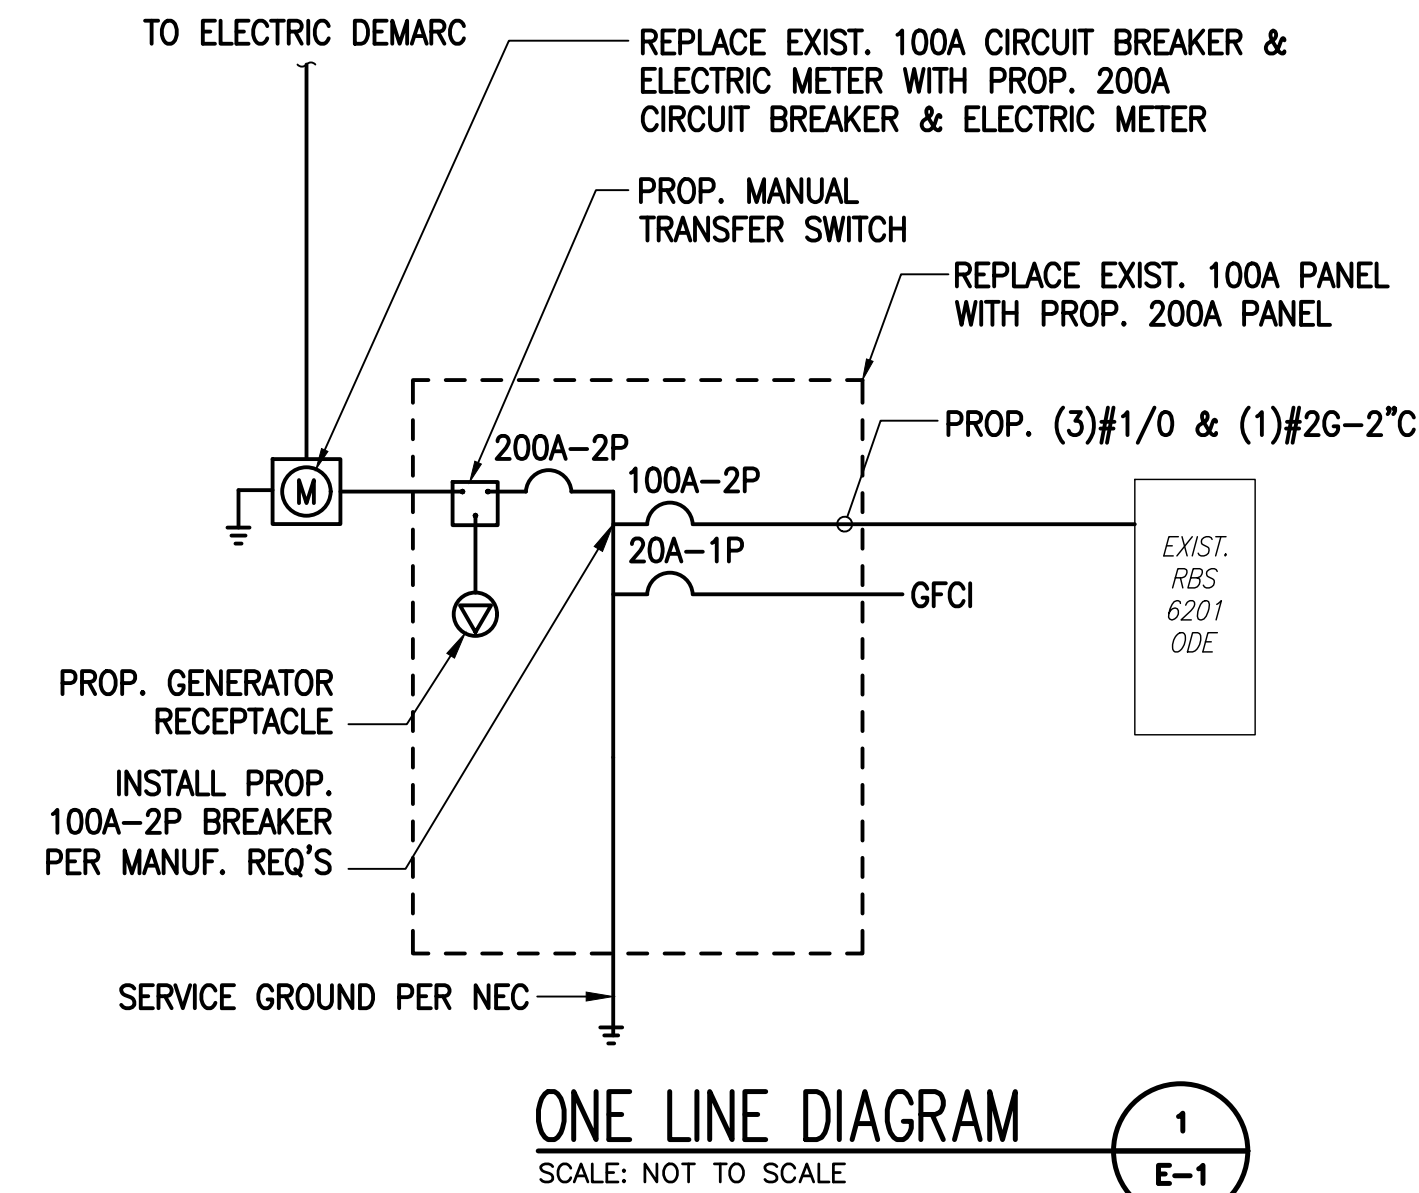 TO ELECTRIC DEMARC
REPLACE EXIST. 100A CIRCUIT BREAKER &
ELECTRIC METER WITH PROP. 200A
CIRCUIT BREAKER & ELECTRIC METER
PROP. MANUAL
TRANSFER SWITCH
REPLACE EXIST. 100A PANEL
WITH PROP. 200A PANEL
PROP. (3)#1/0 & (1)#2G-2"C
200A-2P
100A-2P
M
20A-1P
GFCI
EXIST.
RBS
6201
ODE
PROP. GENERATOR
RECEPTACLE
INSTALL PROP.
100A-2P BREAKER
PER MANUF. REQ'S
SERVICE GROUND PER NEC
ONE LINE DIAGRAM
SCALE: NOT TO SCALE
1
E-1